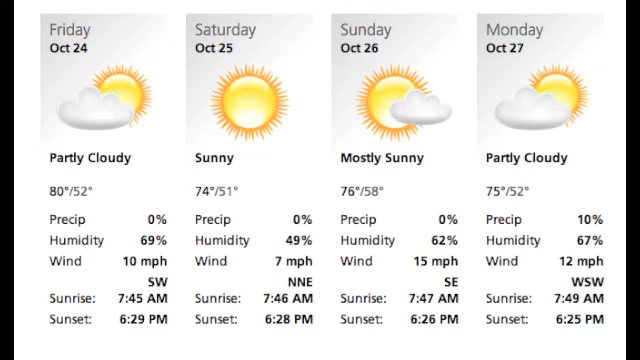 Friday
Oct 24
Partly Cloudy
80°/52°
Precip 0%
Humidity 69%
Wind 10 mph
SW
Sunrise: 7:45 AM
Sunset: 6:29 PM
Saturday
Oct 25
Sunny
74°/51°
Precip 0%
Humidity 49%
Wind 7 mph
NNE
Sunrise: 7:46 AM
Sunset: 6:28 PM
Sunday
Oct 26
Mostly Sunny
76°/58°
Precip 0%
Humidity 62%
Wind 15 mph
SE
Sunrise: 7:47 AM
Sunset: 6:26 PM
Monday
Oct 27
Partly Cloudy
75°/52°
Precip 10%
Humidity 67%
Wind 12 mph
WSW
Sunrise: 7:49 AM
Sunset: 6:25 PM